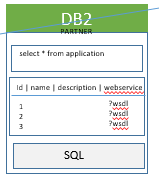 DB2
PARTNER
select * from application
Id | name | description | webservice
1 ?wsdl
2 ?wsdl
3 ?wsdl
SQL